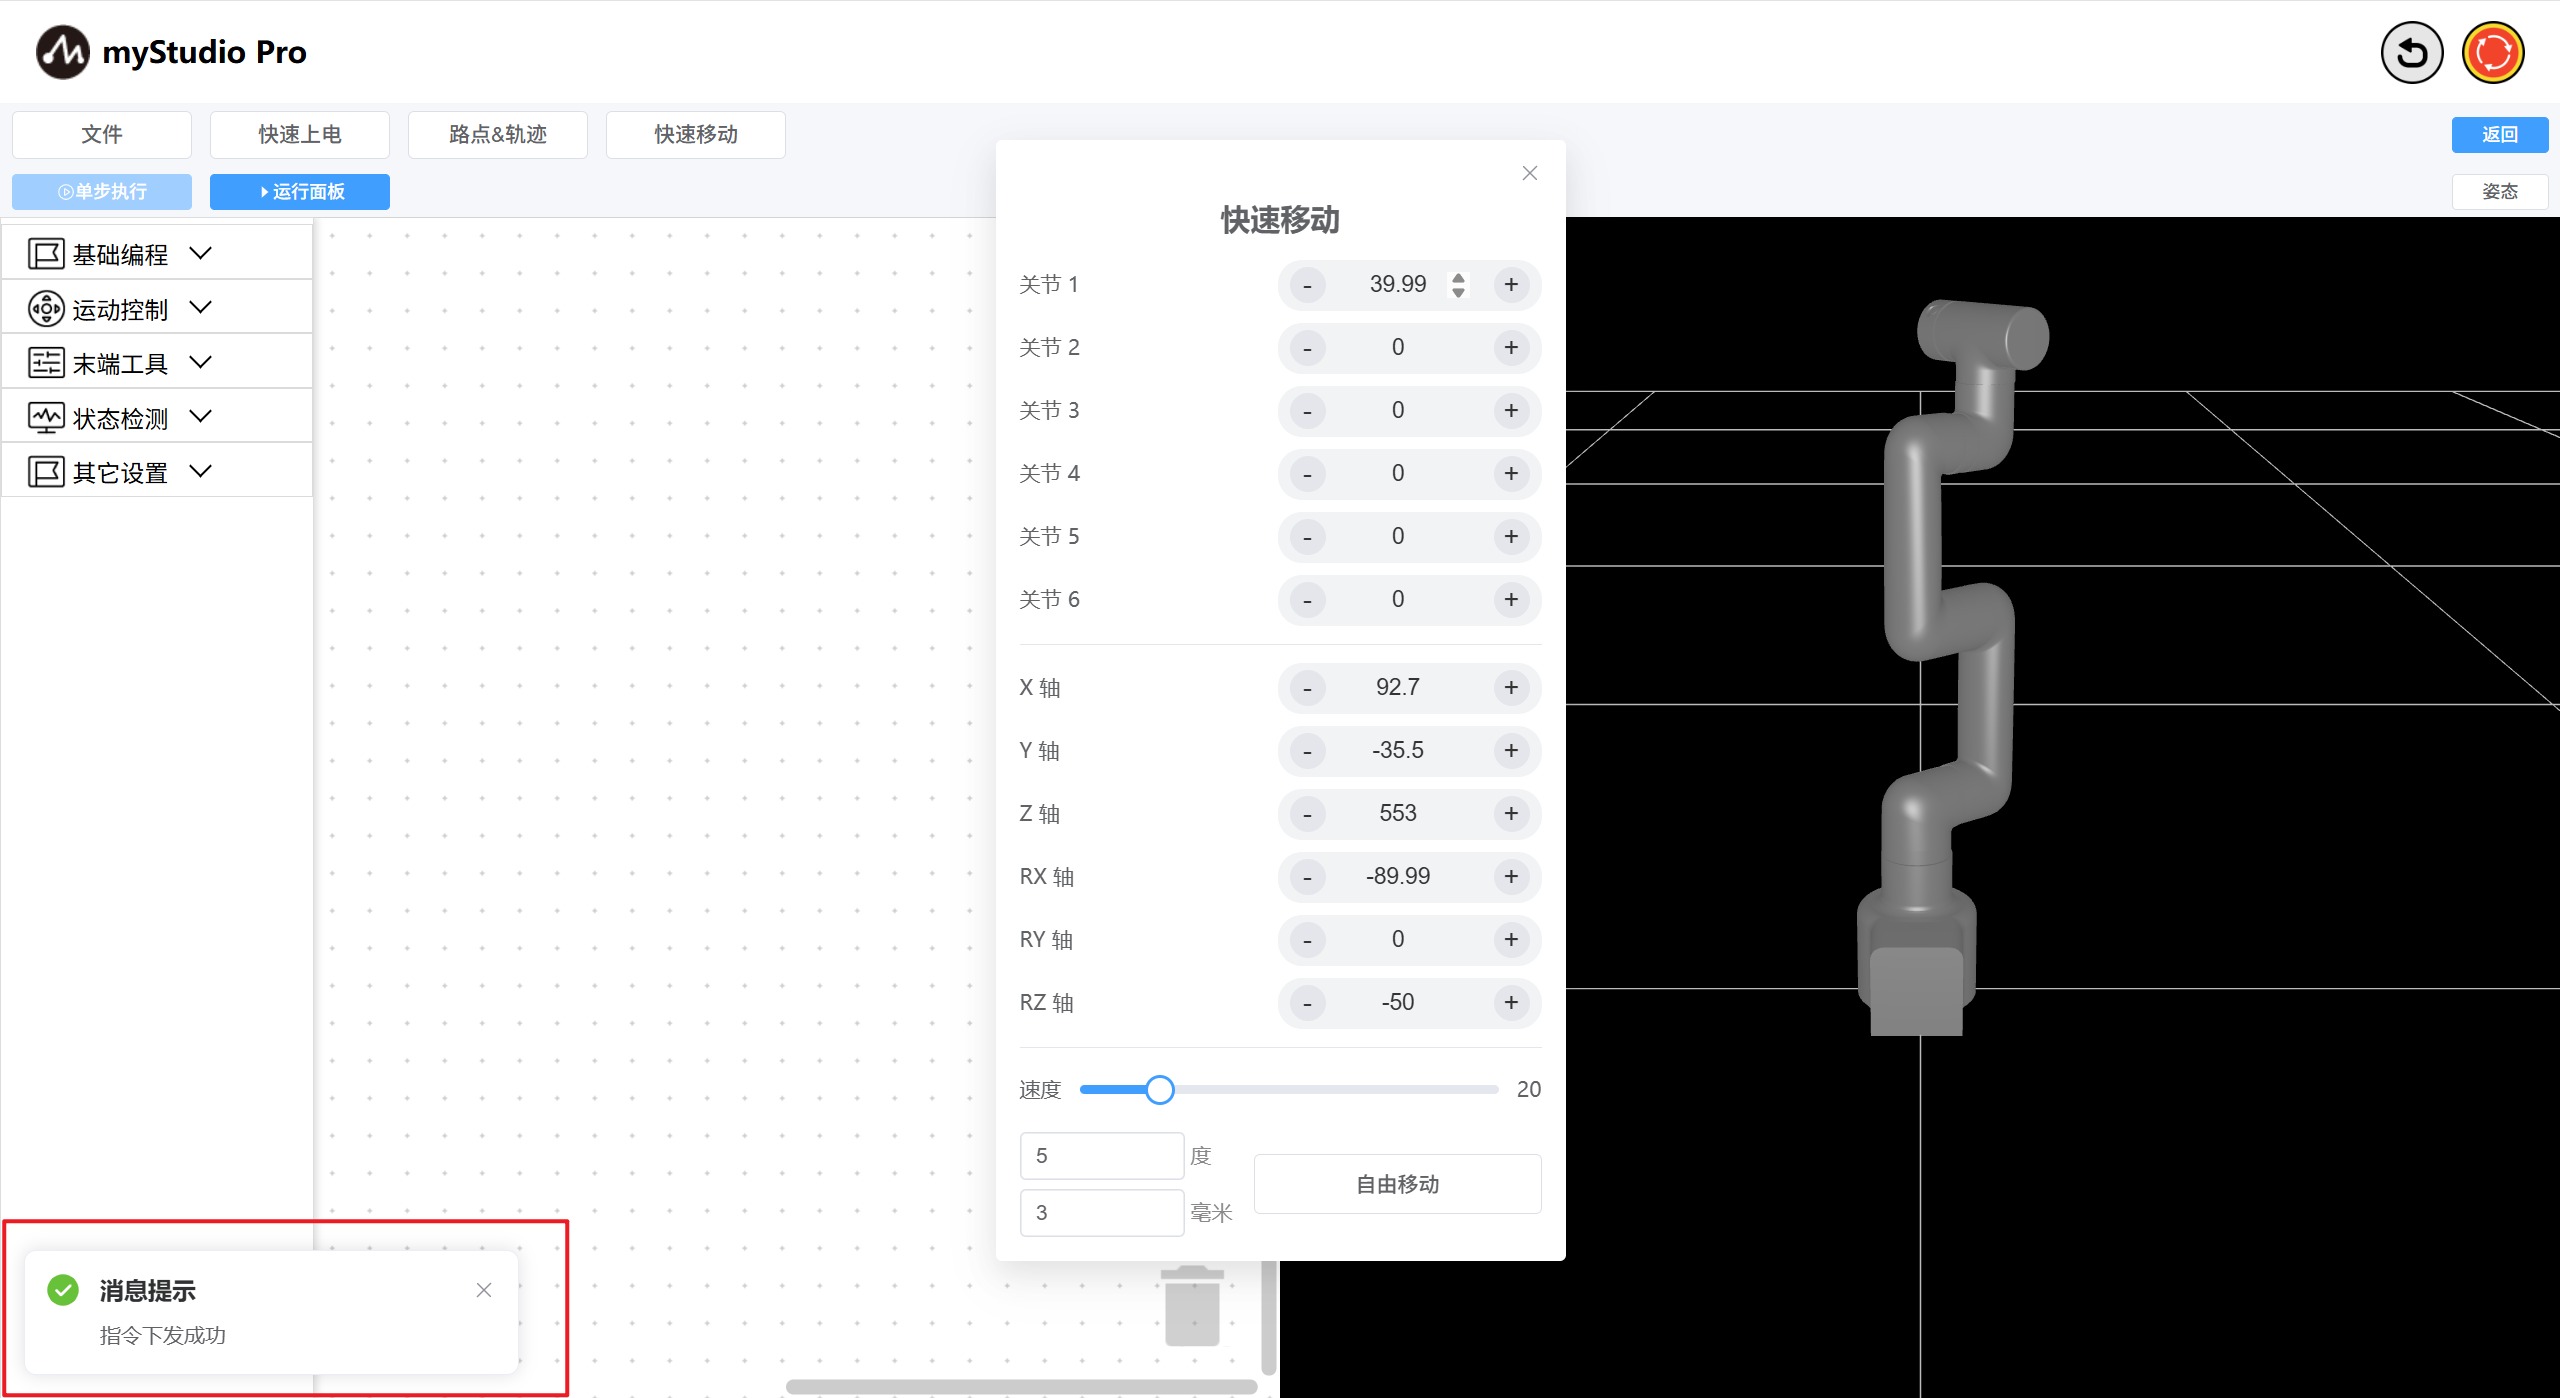 myStudio Pro
文件
快速上电
路点&轨迹
快速移动
返回
单步执行
运行面板
姿态
基础编程
运动控制
末端工具
状态检测
其它设置
快速移动
关节 1
- 39.99 +
关节 2
- 0 +
关节 3
- 0 +
关节 4
- 0 +
关节 5
- 0 +
关节 6
- 0 +
X 轴
- 92.7 +
Y 轴
- -35.5 +
Z 轴
- 553 +
RX 轴
- -89.99 +
RY 轴
- 0 +
RZ 轴
- -50 +
速度
20
5 度
3 毫米
自由移动
消息提示
指令下发成功